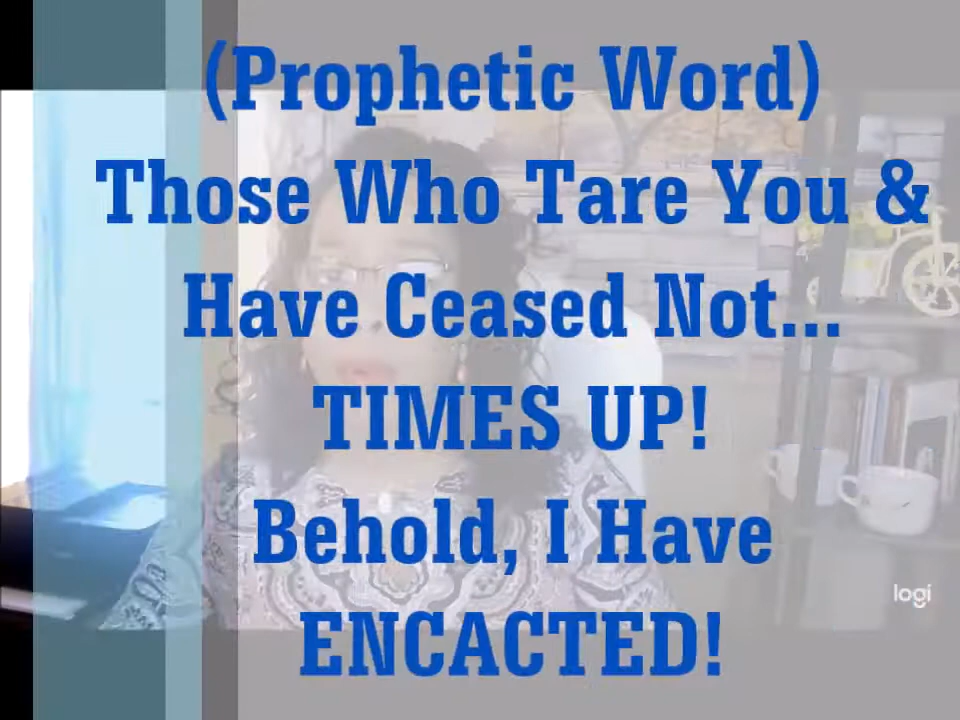 (Prophetic Word)
Those Who Tare You &
Have Ceased Not...
TIMES UP!
Behold, I Have
ENCACTED!
logi